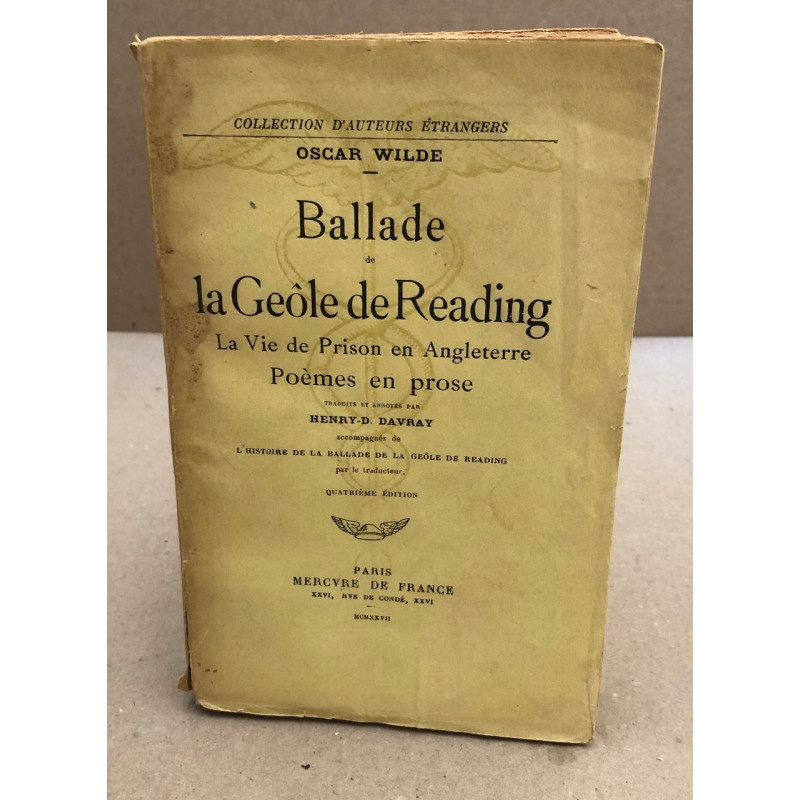 COLLECTION D'AUTEURS ÉTRANGERS
OSCAR WILDE
Ballade
de
la Geôle de Reading
La Vie de Prison en Angleterre
Poèmes en prose
TRADUITS ET ANNOTÉS PAR
HENRY-D. DAVRAY
accompagnés de
L'HISTOIRE DE LA BALLADE DE LA GEÔLE DE READING
par le traducteur.
QUATRIÈME ÉDITION
PARIS
MERCVRE DE FRANCE
XXVI, RVE DE CONDÉ, XXVI
MCMXXVII